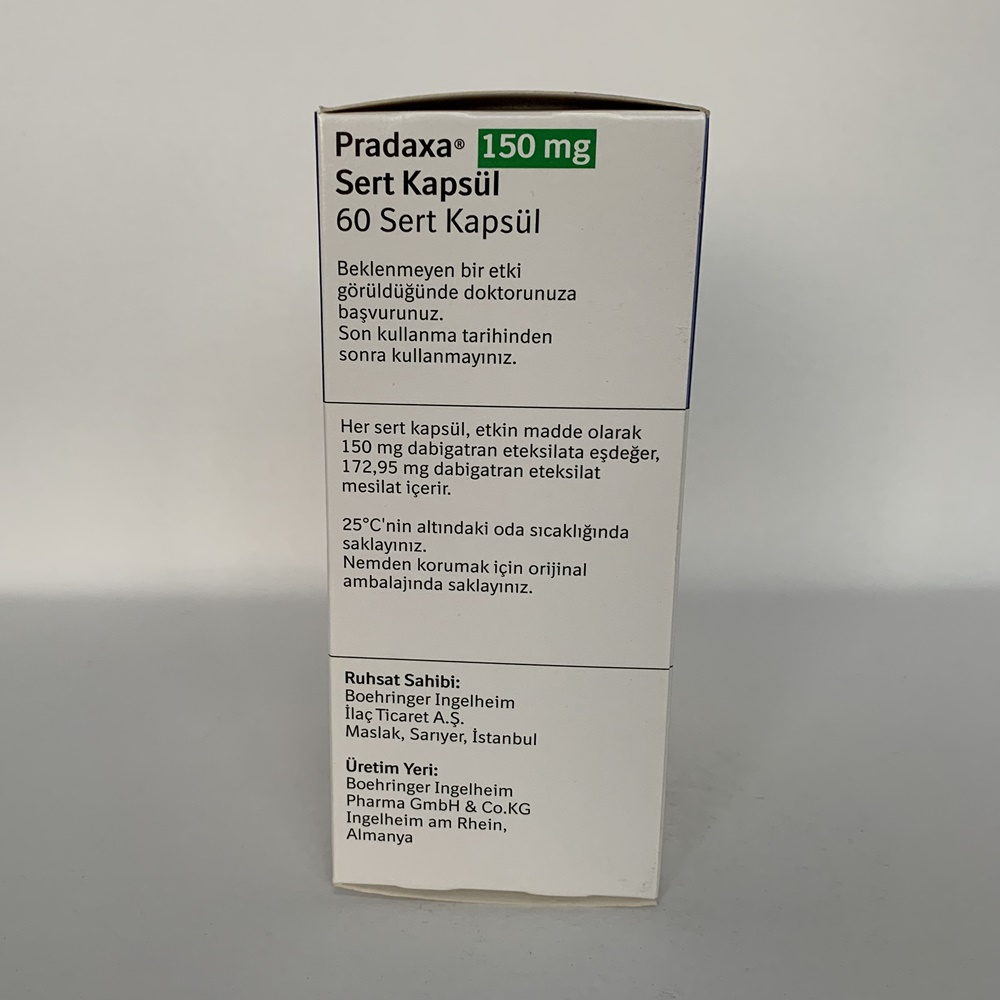 Pradaxa® 150 mg
Sert Kapsül
60 Sert Kapsül
Beklenmeyen bir etki
görüldüğünde doktorunuza
başvurunuz.
Son kullanma tarihinden
sonra kullanmayınız.
Her sert kapsül, etkin madde olarak
150 mg dabigatran eteksilata eşdeğer,
172,95 mg dabigatran eteksilat
mesilat içerir.
25°C'nin altındaki oda sıcaklığında
saklayınız.
Nemden korumak için orijinal
ambalajında saklayınız.
Ruhsat Sahibi:
Boehringer Ingelheim
İlaç Ticaret A.Ş.
Maslak, Sarıyer, İstanbul
Üretim Yeri:
Boehringer Ingelheim
Pharma GmbH & Co.KG
Ingelheim am Rhein,
Almanya